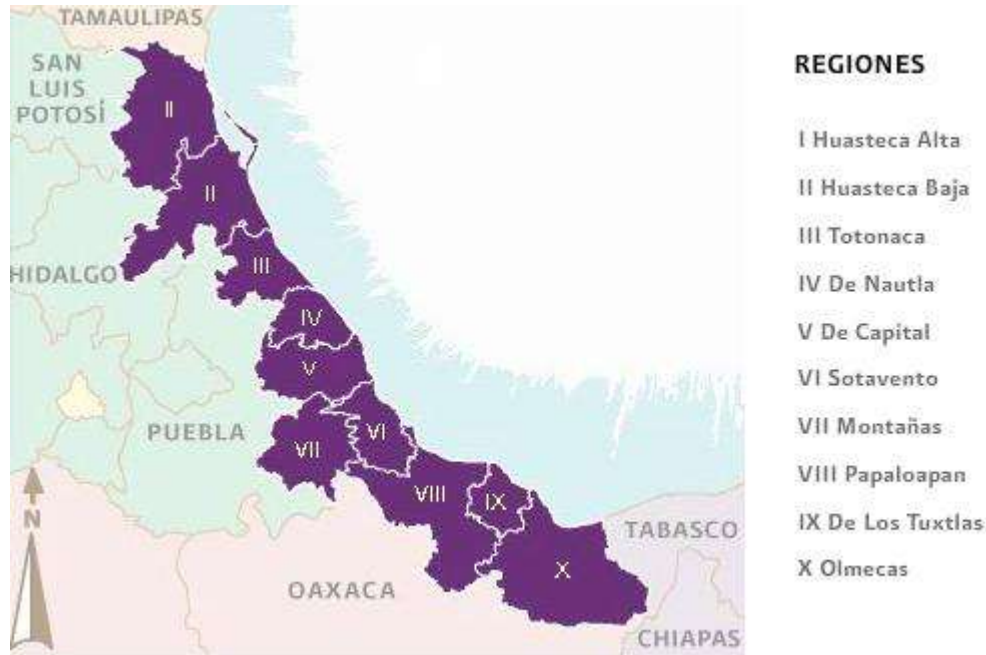 TAMAULIPAS
SAN
LUIS
POTOSÍ
II
II
III
HIDALGO
IV
V
PUEBLA
VI
VII
VIII
IX
N
TABASCO
X
OAXACA
CHIAPAS
REGIONES
I Huasteca Alta
II Huasteca Baja
III Totonaca
IV De Nautla
V De Capital
VI Sotavento
VII Montañas
VIII Papaloapan
IX De Los Tuxtlas
X Olmecas